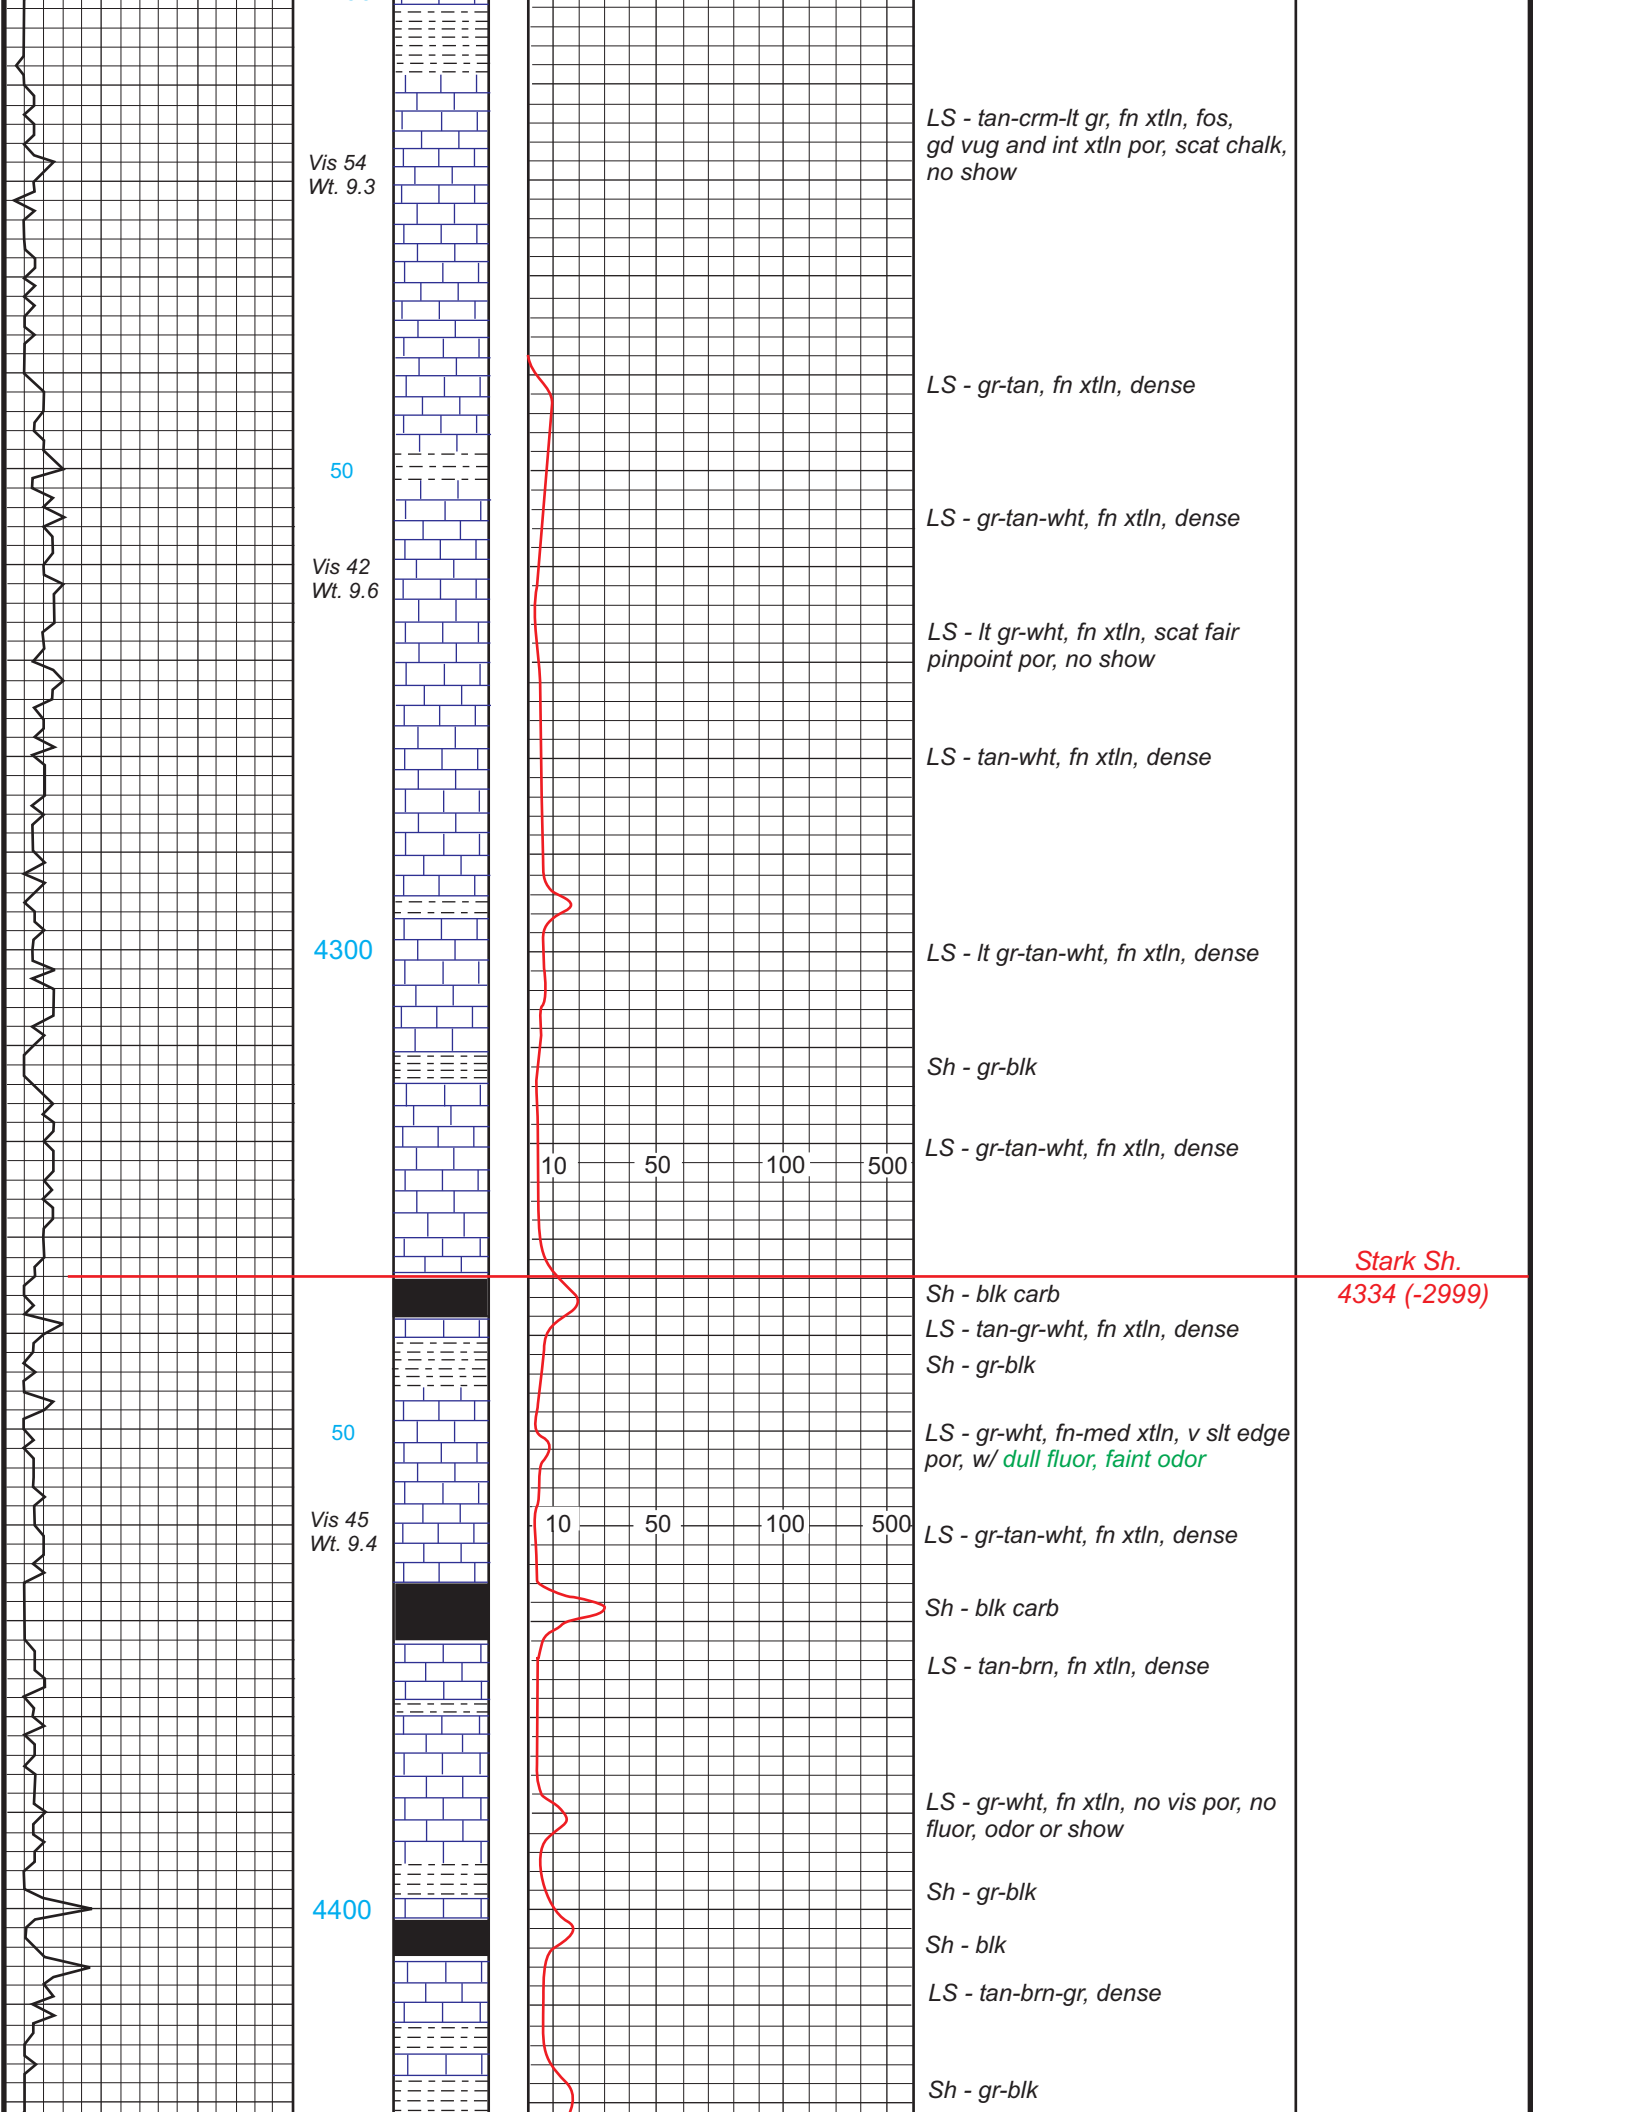 LS - tan-crm-lt gr, fn xtln, fos,
gd vug and int xtln por, scat chalk,
no show
Vis 54
Wt. 9.3
LS - gr-tan, fn xtln, dense
50
LS - gr-tan-wht, fn xtln, dense
Vis 42
Wt. 9.6
LS - lt gr-wht, fn xtln, scat fair
pinpoint por, no show
LS - tan-wht, fn xtln, dense
4300
LS - lt gr-tan-wht, fn xtln, dense
Sh - gr-blk
LS - gr-tan-wht, fn xtln, dense
10 50 100 500
Stark Sh.
4334 (-2999)
Sh - blk carb
LS - tan-gr-wht, fn xtln, dense
Sh - gr-blk
50
LS - gr-wht, fn-med xtln, v slt edge
por, w/ dull fluor, faint odor
Vis 45
Wt. 9.4
10 50 100 500
LS - gr-tan-wht, fn xtln, dense
Sh - blk carb
LS - tan-brn, fn xtln, dense
LS - gr-wht, fn xtln, no vis por, no
fluor, odor or show
Sh - gr-blk
4400
Sh - blk
LS - tan-brn-gr, dense
Sh - gr-blk